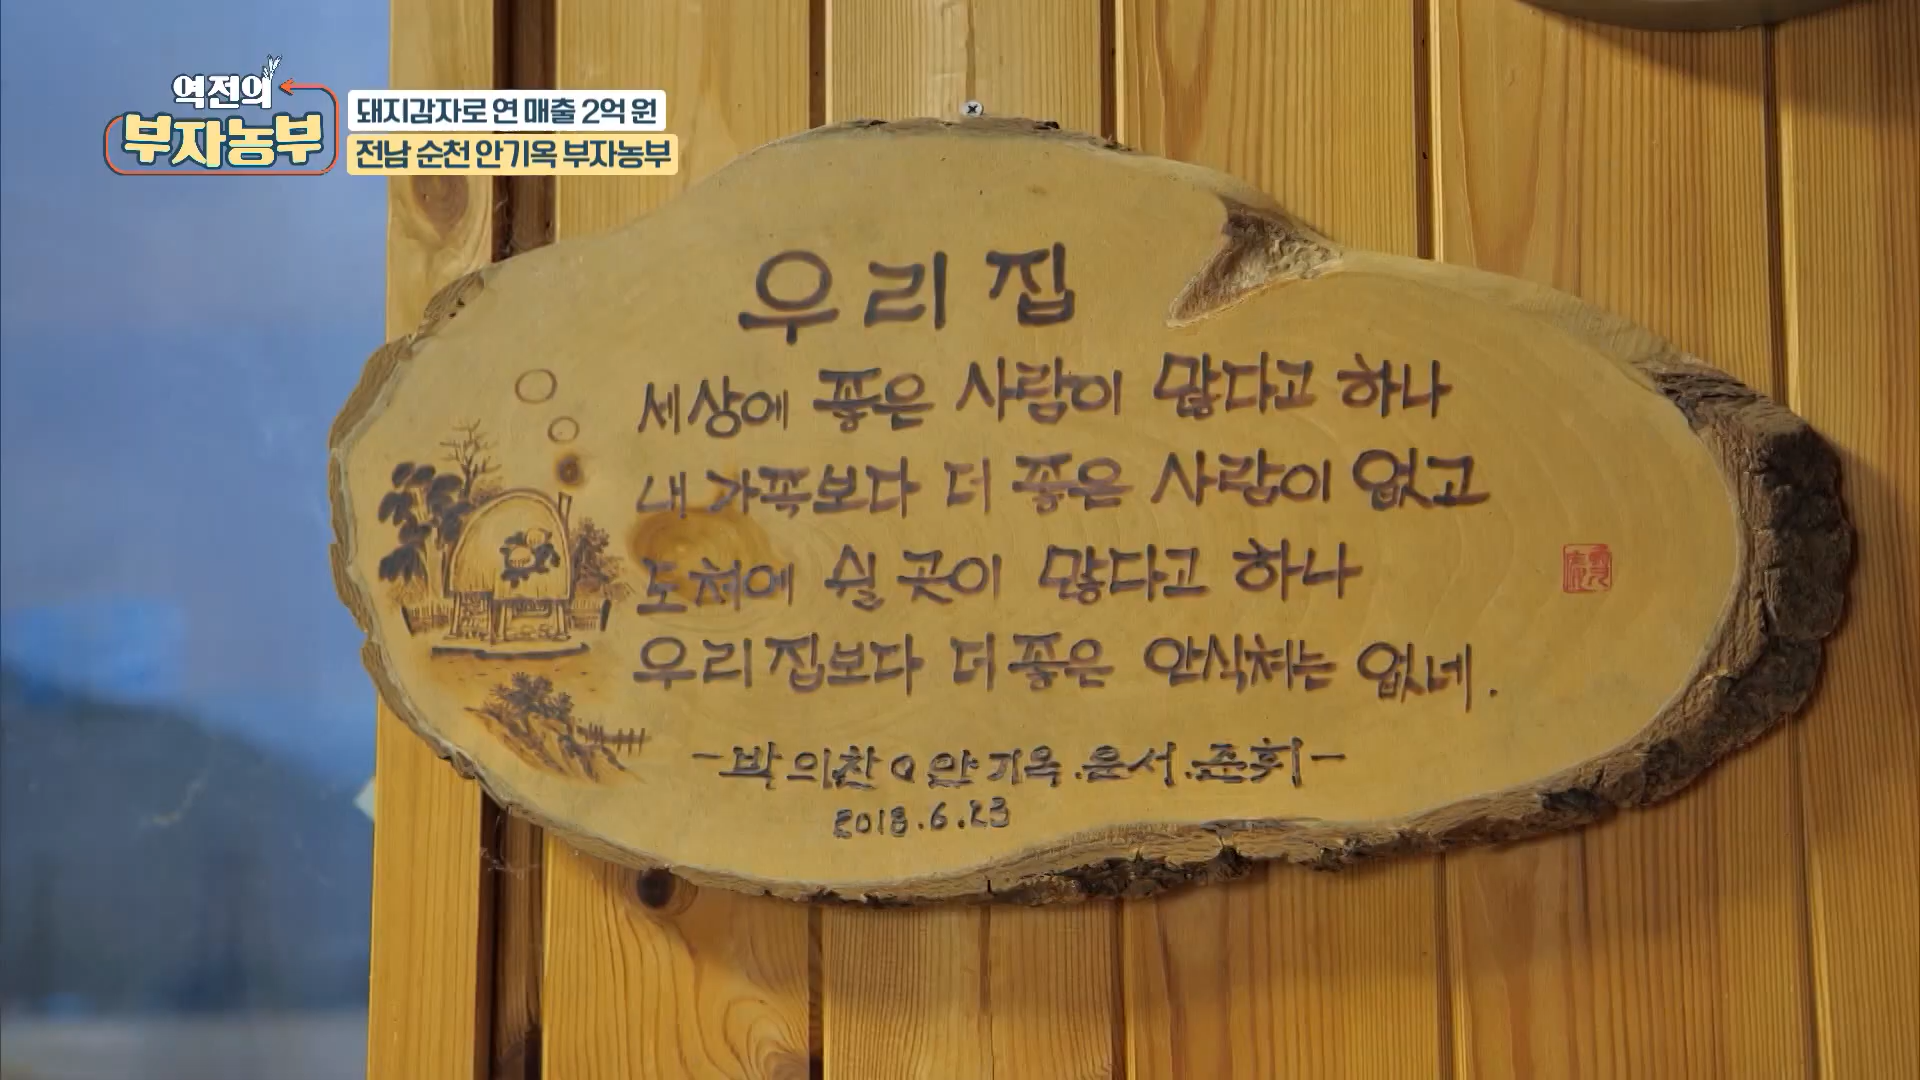 역전의
부자농부
돼지감자로 연 매출 2억 원
전남 순천 안기옥 부자농부
우리집
세상에 좋은 사람이 많다고 하나
내 가족보다 더 좋은 사람이 없고
도처에 쉴 곳이 많다고 하나
우리집보다 더 좋은 안식처는 없네.
-박의찬 안기옥.윤서.준휘-
2018.6.23